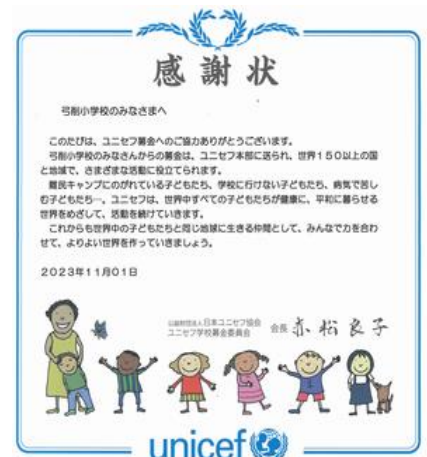 感謝状
弓削小学校のみなさまへ
このたびは、ユニセフ募金へのご協力ありがとうございます。
弓削小学校のみなさんからの募金は、ユニセフ本部に送られ、世界150以上の国
と地域で、さまざまな活動に役立てられます。
難民キャンプにのがれている子どもたち、学校に行けない子どもたち、病気で苦し
む子どもたち…。ユニセフは、世界中すべての子どもたちが健康に、平和に暮らせる
世界をめざして、活動を続けていきます。
これからも世界中の子どもたちと同じ地球に生きる仲間として、みんなで力を合わ
せて、よりよい世界を作っていきましょう。
2023年11月01日
公益財団法人日本ユニセフ協会
ユニセフ学校募金委員会
会長 赤松良子
unicef